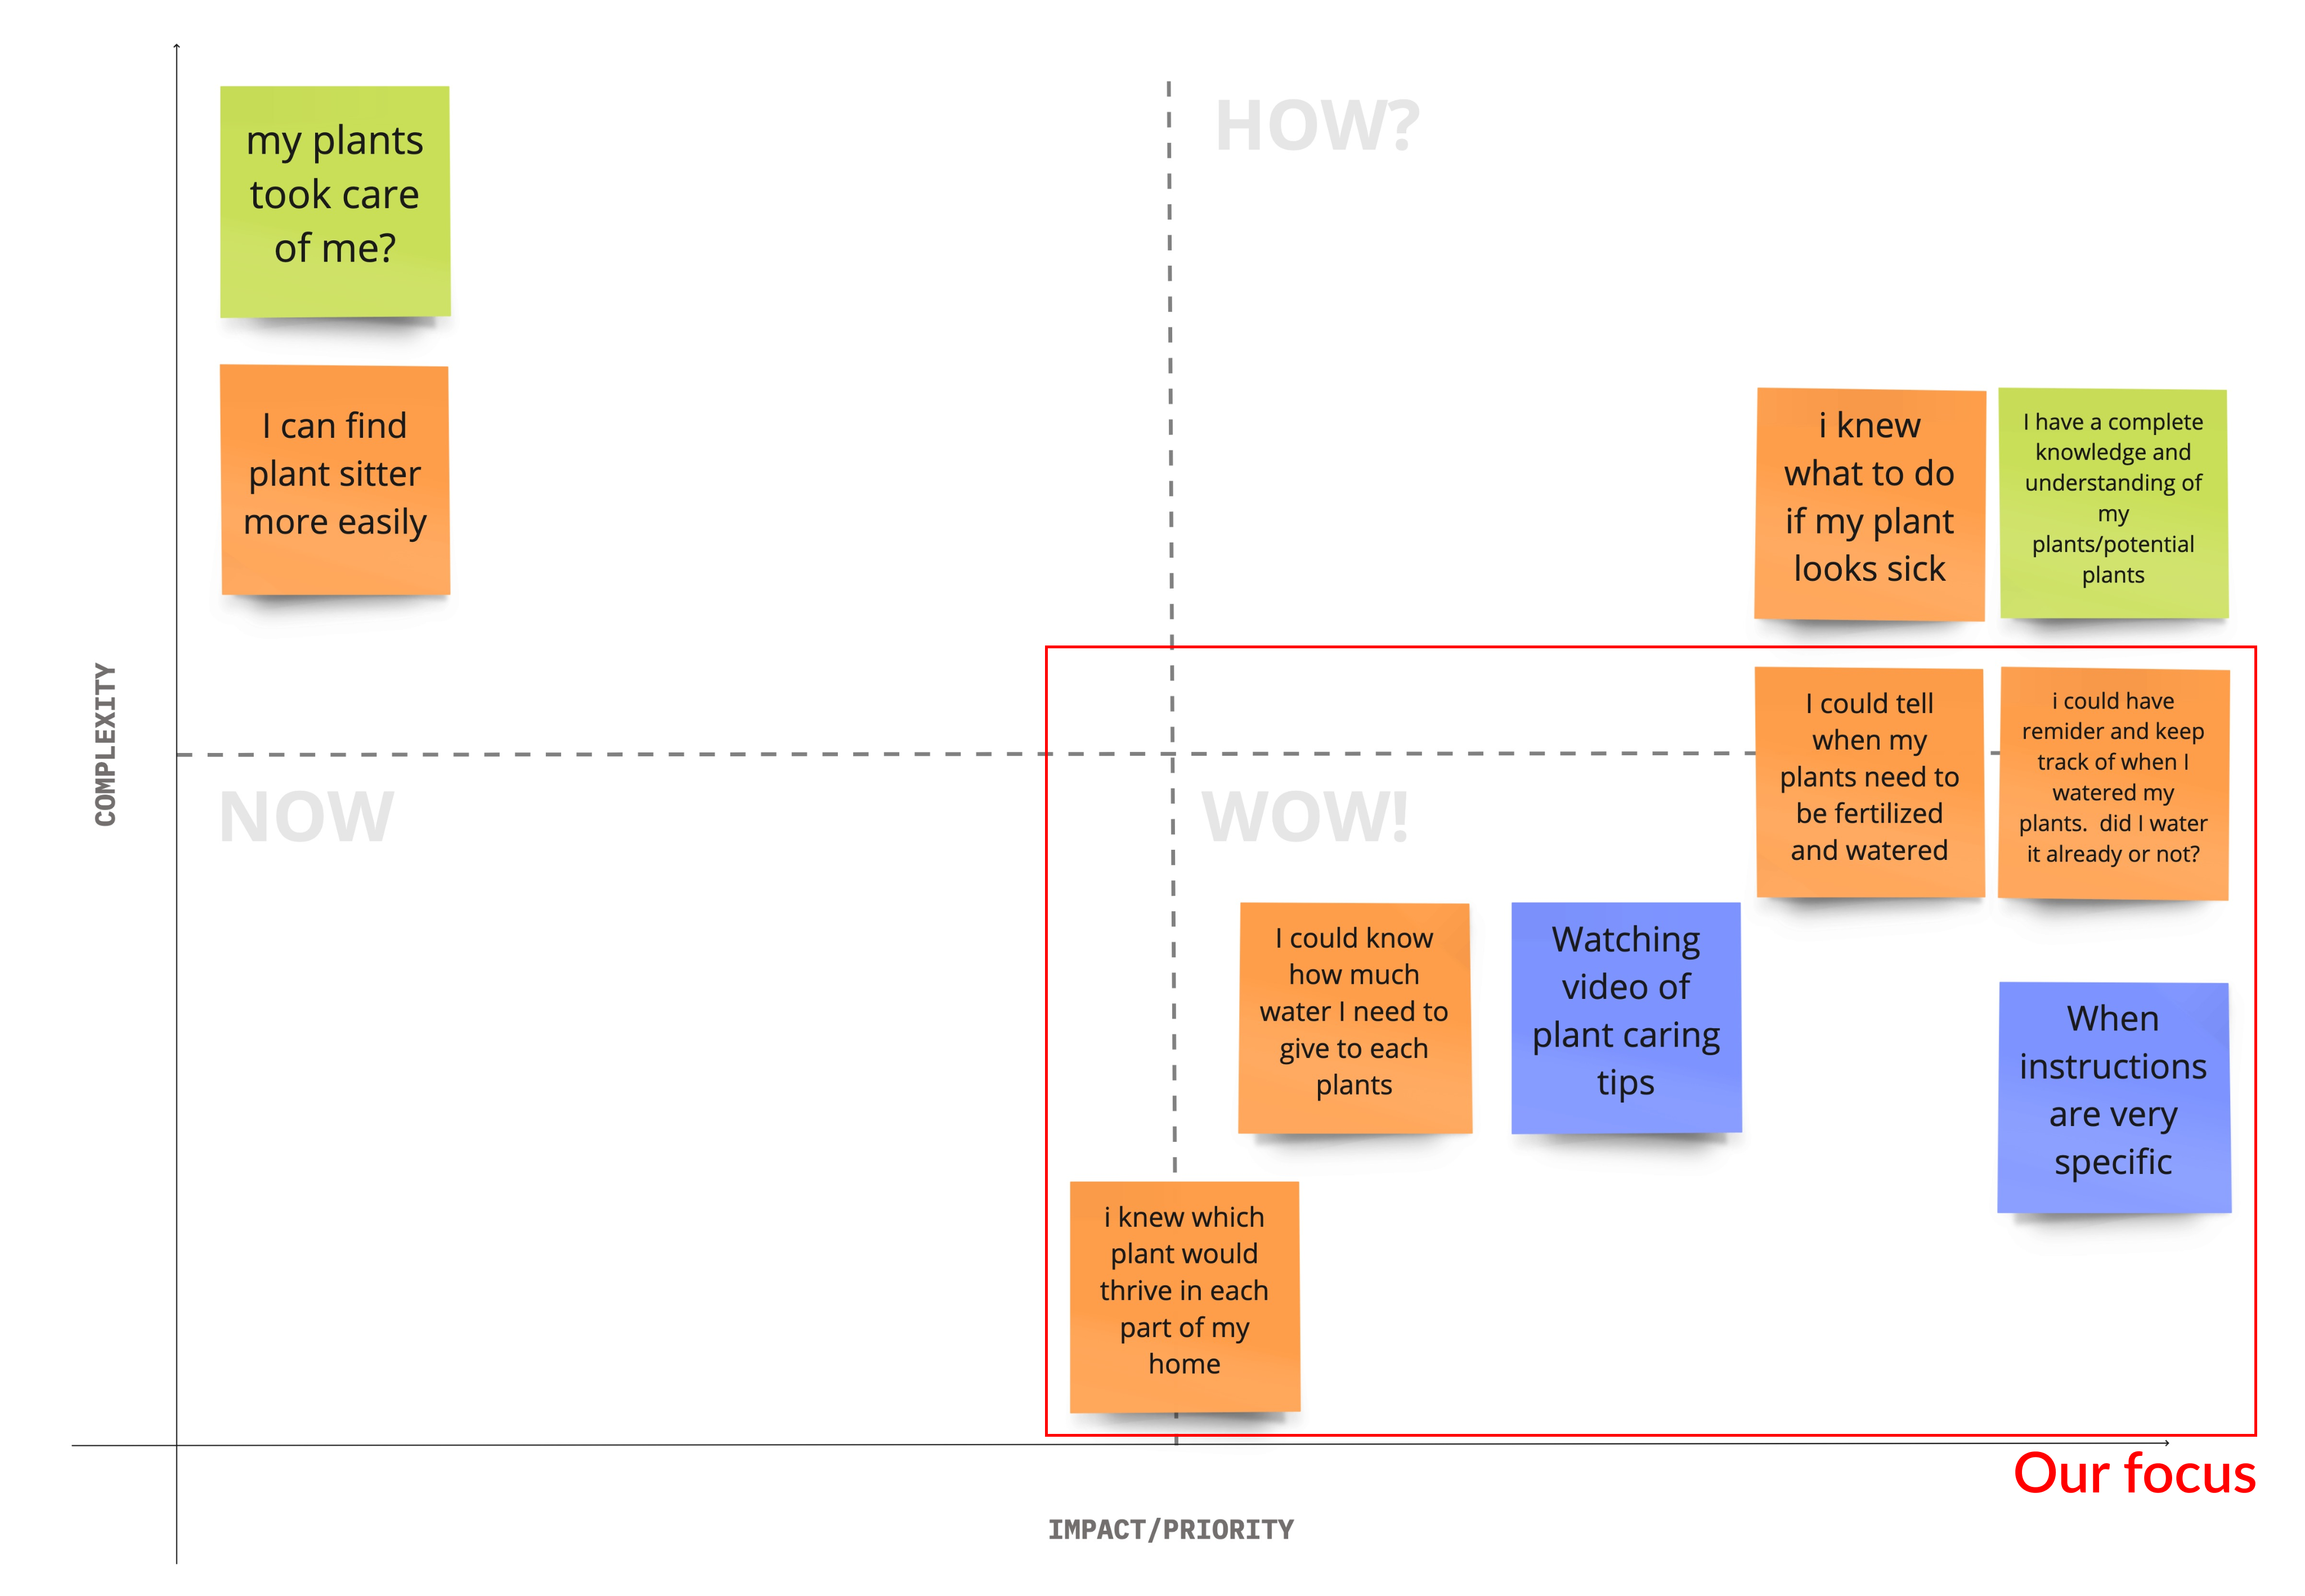 HOW?
my plants
took care
of me?
I can find
plant sitter
more easily
i knew
what to do
if my plant
looks sick
I have a complete
knowledge and
understanding of
my
plants/potential
plants
COMPLEXITY
NOW
WOW!
I could tell
when my
plants need to
be fertilized
and watered
i could have
remider and keep
track of when I
watered my
plants.  did I water
it already or not?
I could know
how much
water I need to
give to each
plants
Watching
video of
plant caring
tips
When
instructions
are very
specific
i knew which
plant would
thrive in each
part of my
home
Our focus
IMPACT/PRIORITY